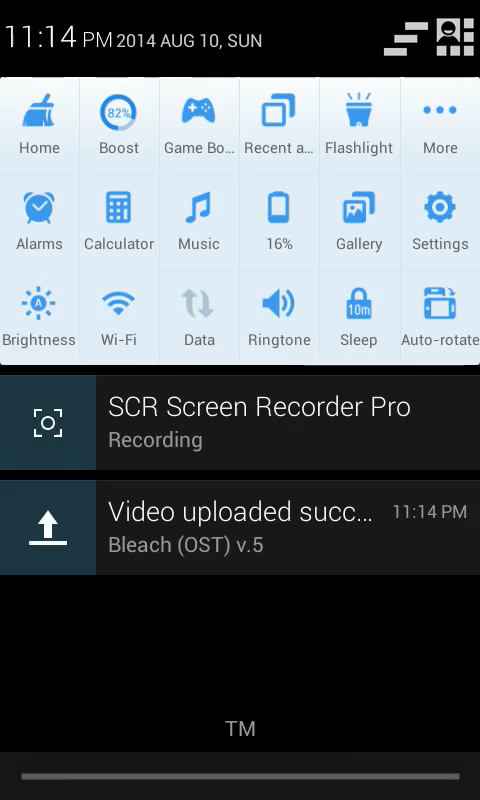 11:14 PM 2014 AUG 10, SUN
82%
Home Boost Game Bo... Recent a... Flashlight More
Alarms Calculator Music 16% Gallery Settings
A 10m
Brightness Wi-Fi Data Ringtone Sleep Auto-rotate
SCR Screen Recorder Pro
Recording
Video uploaded succ... 11:14 PM
Bleach (OST) v.5
TM